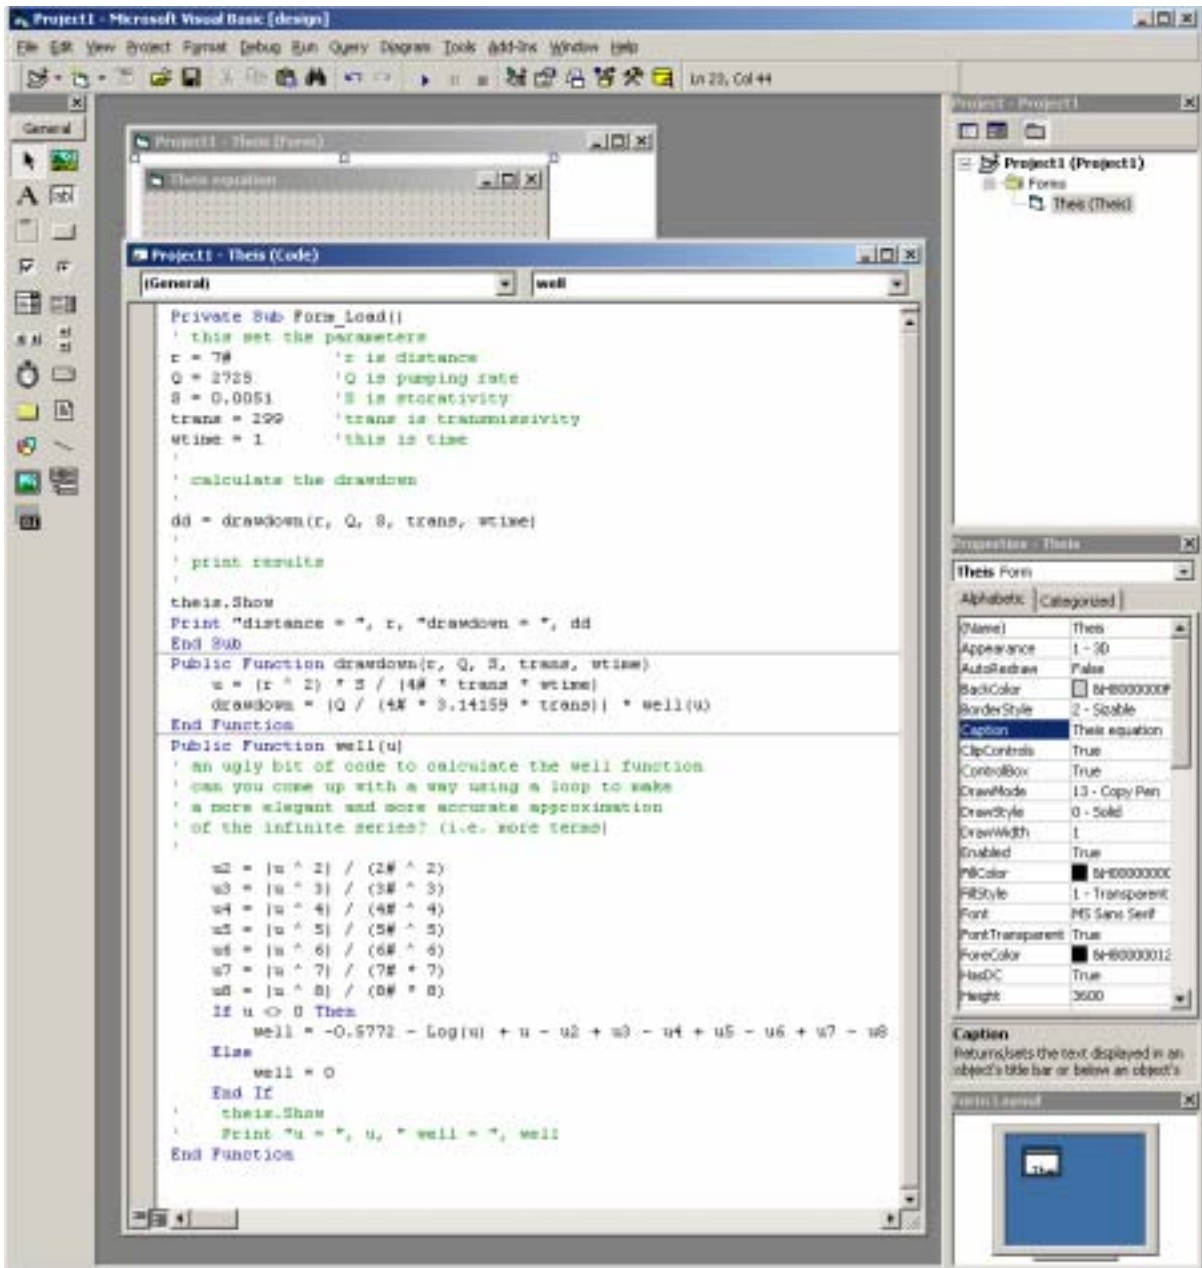 Project1 - Microsoft Visual Basic [design]
File Edit View Project Format Debug Run Query Diagram Tools Add-Ins Window Help
Ln 23, Col 44
General
Project1 - Theis (Form)
Theis equation
Project1 - Theis (Code)
(General) well
Private Sub Form_Load()
' this set the parameters
r = 7# 'r is distance
Q = 2725 'Q is pumping rate
S = 0.0051 'S is storativity
trans = 299 'trans is transmissivity
wtime = 1 'this is time
'
' calculate the drawdown
'
dd = drawdown(r, Q, S, trans, wtime)
'
' print results
'
theis.Show
Print "distance = ", r, "drawdown = ", dd
End Sub
Public Function drawdown(r, Q, S, trans, wtime)
u = (r ^ 2) * S / (4# * trans * wtime)
drawdown = (Q / (4# * 3.14159 * trans)) * well(u)
End Function
Public Function well(u)
' an ugly bit of code to calculate the well function
' can you come up with a way using a loop to make
' a more elegant and more accurate approximation
' of the infinite series? (i.e. more terms)
'
u2 = (u ^ 2) / (2# ^ 2)
u3 = (u ^ 3) / (3# ^ 3)
u4 = (u ^ 4) / (4# ^ 4)
u5 = (u ^ 5) / (5# ^ 5)
u6 = (u ^ 6) / (6# ^ 6)
u7 = (u ^ 7) / (7# * 7)
u8 = (u ^ 8) / (8# * 8)
If u <> 0 Then
well = -0.5772 - Log(u) + u - u2 + u3 - u4 + u5 - u6 + u7 - u8
Else
well = 0
End If
' theis.Show
' Print "u = ", u, " well = ", well
End Function
Project - Project1
Project1 (Project1)
Forms
Theis (Theis)
Properties - Theis
Theis Form
Alphabetic Categorized
(Name) Theis
Appearance 1 - 3D
AutoRedraw False
BackColor &H8000000F
BorderStyle 2 - Sizable
Caption Theis equation
ClipControls True
ControlBox True
DrawMode 13 - Copy Pen
DrawStyle 0 - Solid
DrawWidth 1
Enabled True
FillColor &H00000000
FillStyle 1 - Transparent
Font MS Sans Serif
FontTransparent True
ForeColor &H80000012
HasDC True
Height 3600
Caption
Returns/sets the text displayed in an
object's title bar or below an object's
Form Layout